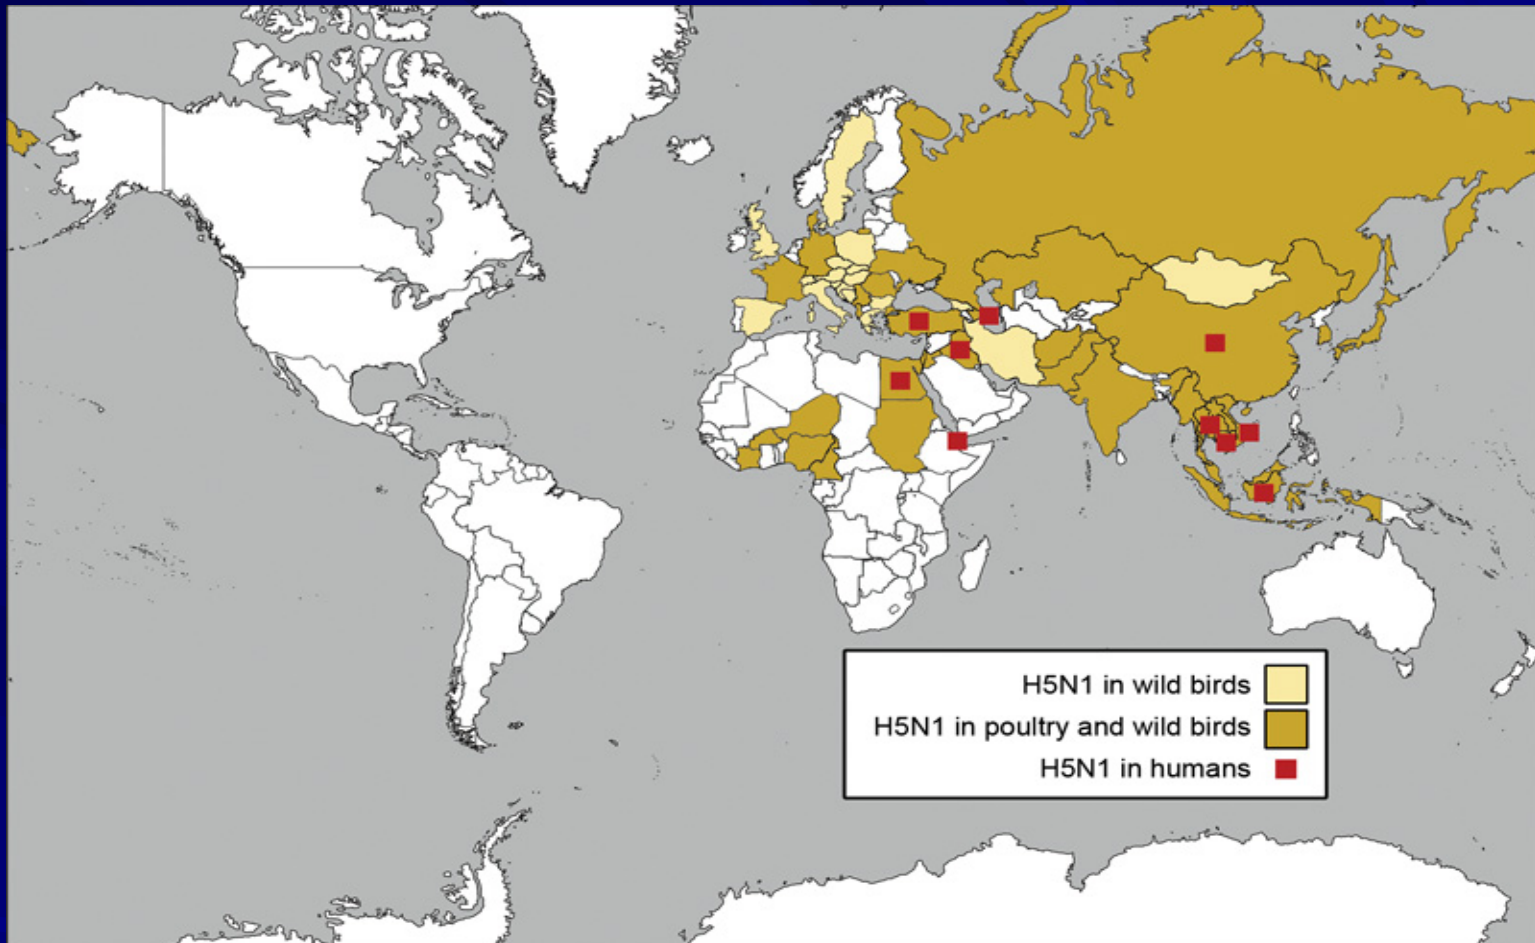 H5N1 in wild birds
H5N1 in poultry and wild birds
H5N1 in humans